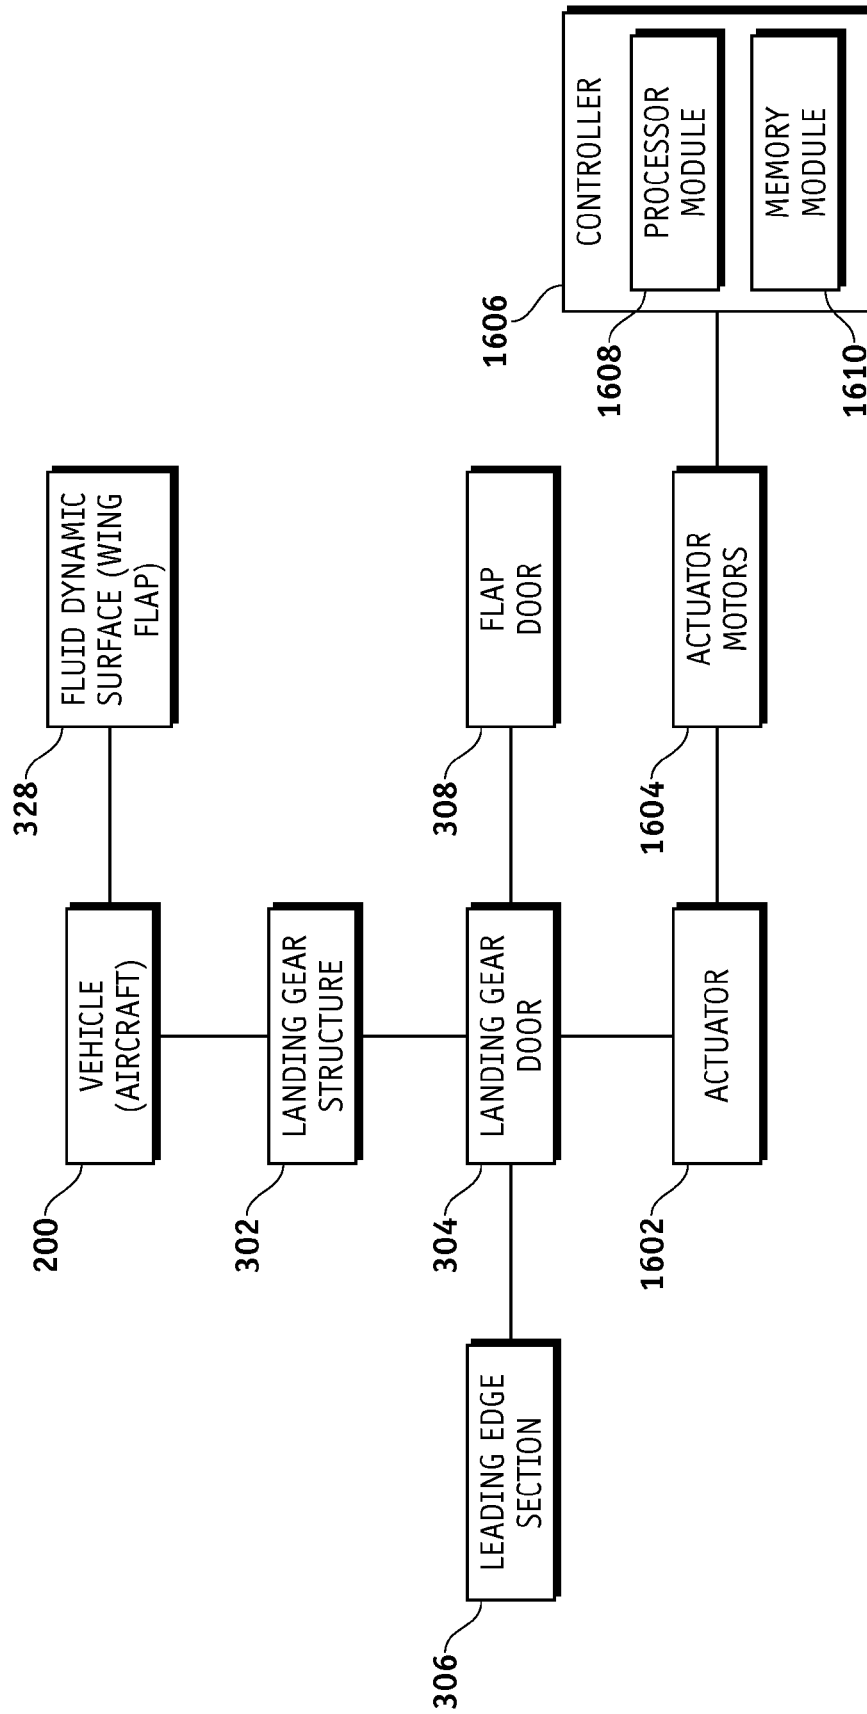 200
VEHICLE
(AIRCRAFT)
328
FLUID DYNAMIC
SURFACE (WING
FLAP)
302
LANDING GEAR
STRUCTURE
306
LEADING EDGE
SECTION
304
LANDING GEAR
DOOR
308
FLAP
DOOR
1602
ACTUATOR
1604
ACTUATOR
MOTORS
1606
CONTROLLER
1608
PROCESSOR
MODULE
1610
MEMORY
MODULE